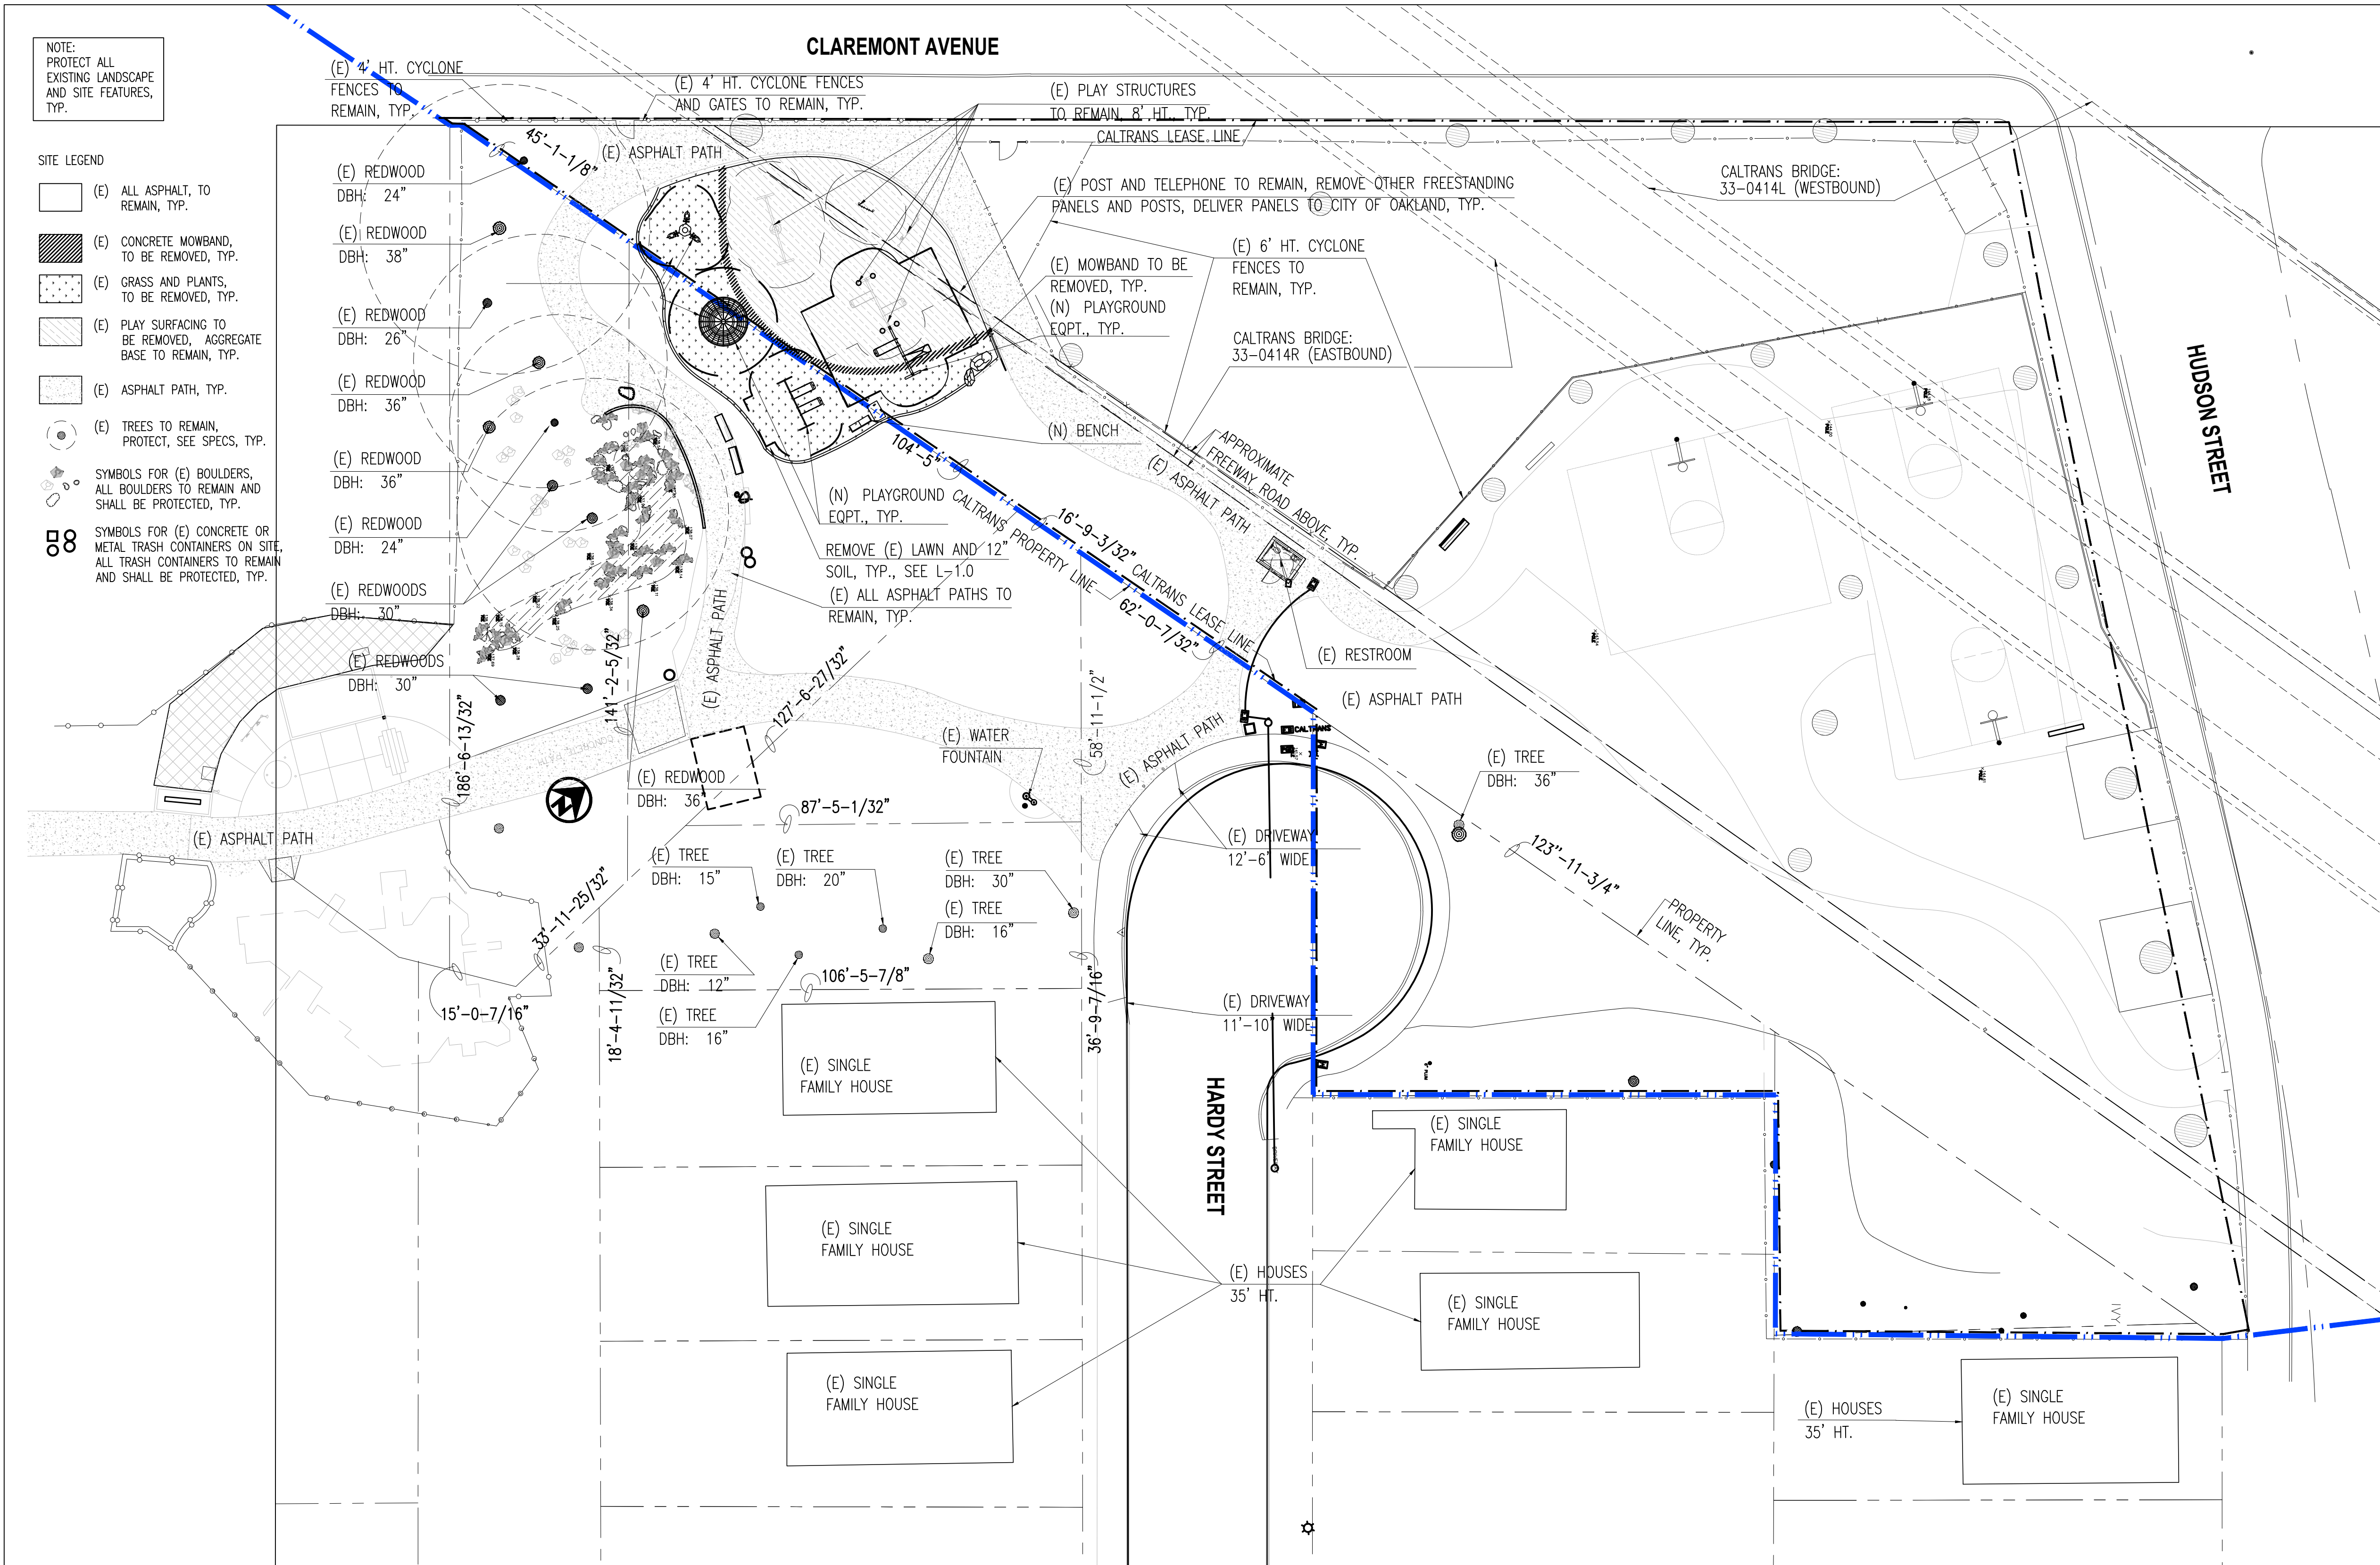 CLAREMONT AVENUE
NOTE:
PROTECT ALL
EXISTING LANDSCAPE
AND SITE FEATURES,
TYP.
(E) 4' HT. CYCLONE
FENCES TO
REMAIN, TYP.
(E) 4' HT. CYCLONE FENCES
AND GATES TO REMAIN, TYP.
(E) PLAY STRUCTURES
TO REMAIN, 8' HT., TYP.
CALTRANS LEASE LINE
45'-1-1/8"
(E) ASPHALT PATH
SITE LEGEND
(E) ALL ASPHALT, TO
REMAIN, TYP.
(E) CONCRETE MOWBAND,
TO BE REMOVED, TYP.
(E) GRASS AND PLANTS,
TO BE REMOVED, TYP.
(E) PLAY SURFACING TO
BE REMOVED, AGGREGATE
BASE TO REMAIN, TYP.
(E) ASPHALT PATH, TYP.
(E) TREES TO REMAIN,
PROTECT, SEE SPECS, TYP.
SYMBOLS FOR (E) BOULDERS,
ALL BOULDERS TO REMAIN AND
SHALL BE PROTECTED, TYP.
SYMBOLS FOR (E) CONCRETE OR
METAL TRASH CONTAINERS ON SITE,
ALL TRASH CONTAINERS TO REMAIN
AND SHALL BE PROTECTED, TYP.
(E) REDWOOD
DBH: 24"
(E) REDWOOD
DBH: 38"
(E) REDWOOD
DBH: 26"
(E) REDWOOD
DBH: 36"
(E) REDWOOD
DBH: 36"
(E) REDWOOD
DBH: 24"
(E) REDWOODS
DBH: 30"
(E) REDWOODS
DBH: 30"
(E) POST AND TELEPHONE TO REMAIN, REMOVE OTHER FREESTANDING
PANELS AND POSTS, DELIVER PANELS TO CITY OF OAKLAND, TYP.
CALTRANS BRIDGE:
33-0414L (WESTBOUND)
(E) 6' HT. CYCLONE
FENCES TO
REMAIN, TYP.
(E) MOWBAND TO BE
REMOVED, TYP.
(N) PLAYGROUND
EQPT., TYP.
CALTRANS BRIDGE:
33-0414R (EASTBOUND)
HUDSON STREET
(N) BENCH
104'-5"
APPROXIMATE
FREEWAY ROAD ABOVE, TYP.
(E) ASPHALT PATH
(N) PLAYGROUND
EQPT., TYP.
CALTRANS PROPERTY LINE
16'-9-3/32"
CALTRANS LEASE LINE
62'-0-7/32"
REMOVE (E) LAWN AND 12"
SOIL, TYP., SEE L-1.0
(E) ALL ASPHALT PATHS TO
REMAIN, TYP.
(E) RESTROOM
(E) ASPHALT PATH
CALTRANS
(E) ASPHALT PATH
186'-6-13/32"
141'-2-5/32"
127'-6-27/32"
58'-11-1/2"
(E) WATER
FOUNTAIN
(E) ASPHALT PATH
(E) REDWOOD
DBH: 36"
87'-5-1/32"
(E) TREE
DBH: 36"
(E) ASPHALT PATH
(E) DRIVEWAY
12'-6" WIDE
123"-11-3/4"
PROPERTY
LINE, TYP.
(E) TREE
DBH: 15"
(E) TREE
DBH: 20"
(E) TREE
DBH: 30"
(E) TREE
DBH: 16"
33'-11-25/32"
(E) TREE
DBH: 12"
106'-5-7/8"
(E) TREE
DBH: 16"
15'-0-7/16"
18'-4-11/32"
36'-9-7/16"
(E) DRIVEWAY
11'-10" WIDE
HARDY STREET
(E) SINGLE
FAMILY HOUSE
(E) SINGLE
FAMILY HOUSE
(E) SINGLE
FAMILY HOUSE
(E) HOUSES
35' HT.
(E) SINGLE
FAMILY HOUSE
(E) SINGLE
FAMILY HOUSE
IVY
(E) HOUSES
35' HT.
(E) SINGLE
FAMILY HOUSE